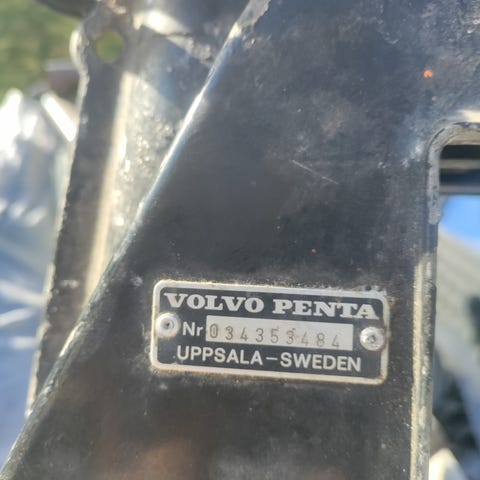 VOLVO PENTA
Nr 034353484
UPPSALA-SWEDEN